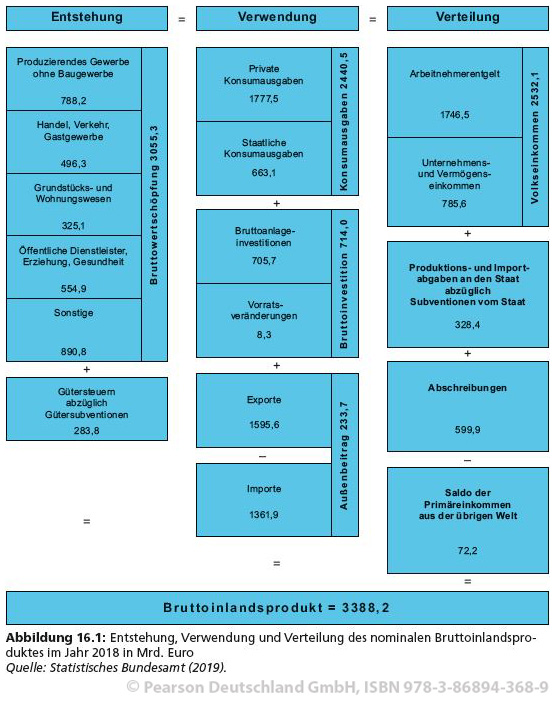 Entstehung
=
Verwendung
=
Verteilung
Produzierendes Gewerbe
ohne Baugewerbe
788,2
Handel, Verkehr,
Gastgewerbe
496,3
Grundstücks- und
Wohnungswesen
325,1
Öffentliche Dienstleister,
Erziehung, Gesundheit
554,9
Sonstige
890,8
Bruttowertschöpfung 3055,3
+
Gütersteuern
abzüglich
Gütersubventionen
283,8
=
Private
Konsumausgaben
1777,5
Staatliche
Konsumausgaben
663,1
Konsumausgaben 2440,5
+
Bruttoanlage-
investitionen
705,7
Vorrats-
veränderungen
8,3
Bruttoinvestition 714,0
+
Exporte
1595,6
–
Importe
1361,9
Außenbeitrag 233,7
=
Arbeitnehmerentgelt
1746,5
Unternehmens-
und Vermögens-
einkommen
785,6
Volkseinkommen 2532,1
+
Produktions- und Import-
abgaben an den Staat
abzüglich
Subventionen vom Staat
328,4
+
Abschreibungen
599,9
–
Saldo der
Primäreinkommen
aus der übrigen Welt
72,2
=
Bruttoinlandsprodukt = 3388,2
Abbildung 16.1: Entstehung, Verwendung und Verteilung des nominalen Bruttoinlandspro-
duktes im Jahr 2018 in Mrd. Euro
Quelle: Statistisches Bundesamt (2019).
© Pearson Deutschland GmbH, ISBN 978-3-86894-368-9